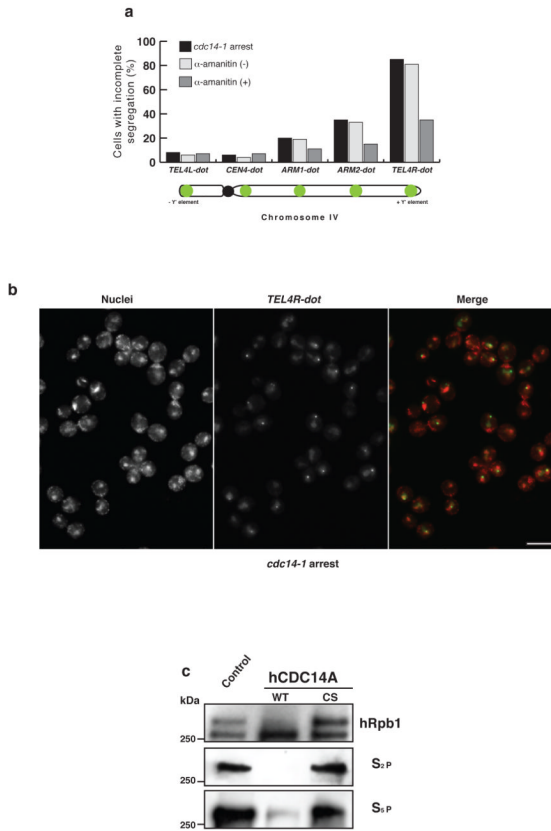 a
Cells with incomplete
segregation (%)
100
80
60
40
20
0
cdc14-1 arrest
α-amanitin (-)
α-amanitin (+)
TEL4L-dot CEN4-dot ARM1-dot ARM2-dot TEL4R-dot
- Y' element + Y' element
Chromosome IV
b
Nuclei TEL4R-dot Merge
cdc14-1 arrest
c
Control hCDC14A
kDa WT CS
hRpb1
250
S2P
250
S5P
250